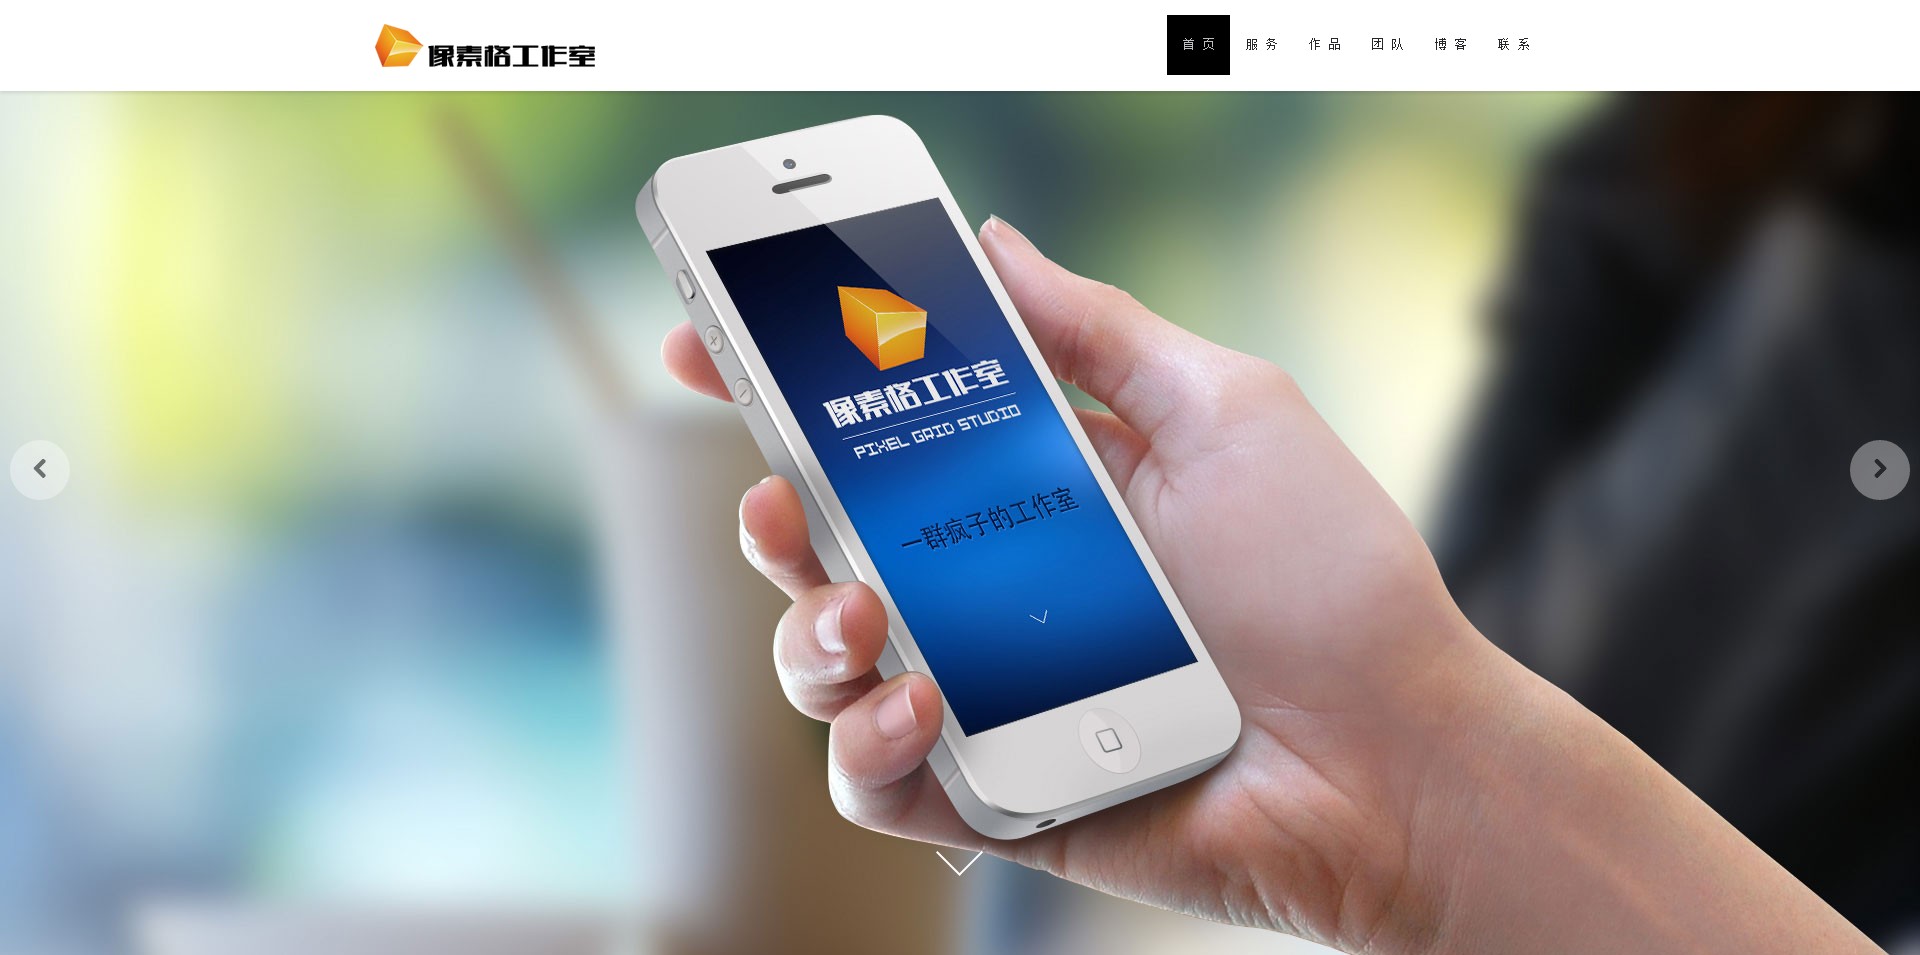 像素格工作室
首页
服务
作品
团队
博客
联系
像素格工作室
PIXEL GRID STUDIO
一群疯子的工作室